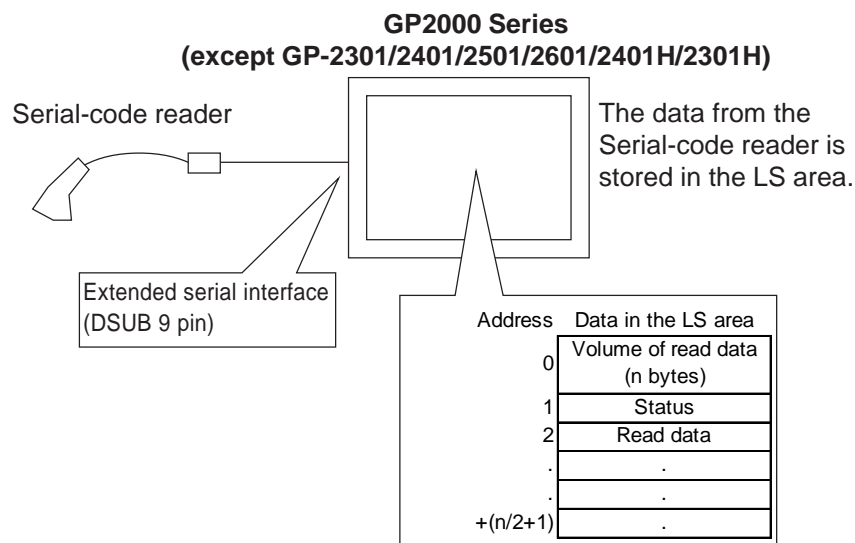 GP2000 Series
(except GP-2301/2401/2501/2601/2401H/2301H)
Serial-code reader
The data from the
Serial-code reader is
stored in the LS area.
Extended serial interface
(DSUB 9 pin)
Address Data in the LS area
0 Volume of read data
(n bytes)
1 Status
2 Read data
. .
. .
+(n/2+1) .